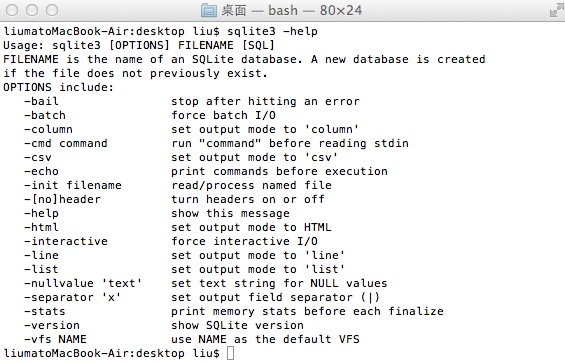 桌面 — bash — 80×24
liumatoMacBook-Air:desktop liu$ sqlite3 -help
Usage: sqlite3 [OPTIONS] FILENAME [SQL]
FILENAME is the name of an SQLite database. A new database is created
if the file does not previously exist.
OPTIONS include:
   -bail                stop after hitting an error
   -batch               force batch I/O
   -column              set output mode to 'column'
   -cmd command         run "command" before reading stdin
   -csv                 set output mode to 'csv'
   -echo                print commands before execution
   -init filename       read/process named file
   -[no]header          turn headers on or off
   -help                show this message
   -html                set output mode to HTML
   -interactive         force interactive I/O
   -line                set output mode to 'line'
   -list                set output mode to 'list'
   -nullvalue 'text'    set text string for NULL values
   -separator 'x'       set output field separator (|)
   -stats               print memory stats before each finalize
   -version             show SQLite version
   -vfs NAME            use NAME as the default VFS
liumatoMacBook-Air:desktop liu$